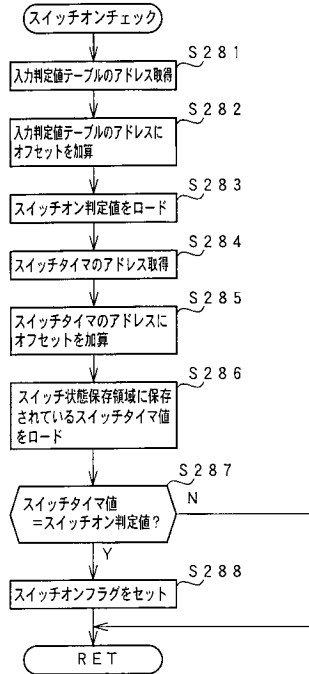 スイッチオンチェック
S281
入力判定値テーブルのアドレス取得
S282
入力判定値テーブルのアドレスに
オフセットを加算
S283
スイッチオン判定値をロード
S284
スイッチタイマのアドレス取得
S285
スイッチタイマのアドレスに
オフセットを加算
S286
スイッチ状態保存領域に保存
されているスイッチタイマ値
をロード
S287
スイッチタイマ値
=スイッチオン判定値?
N
Y
S288
スイッチオンフラグをセット
RET